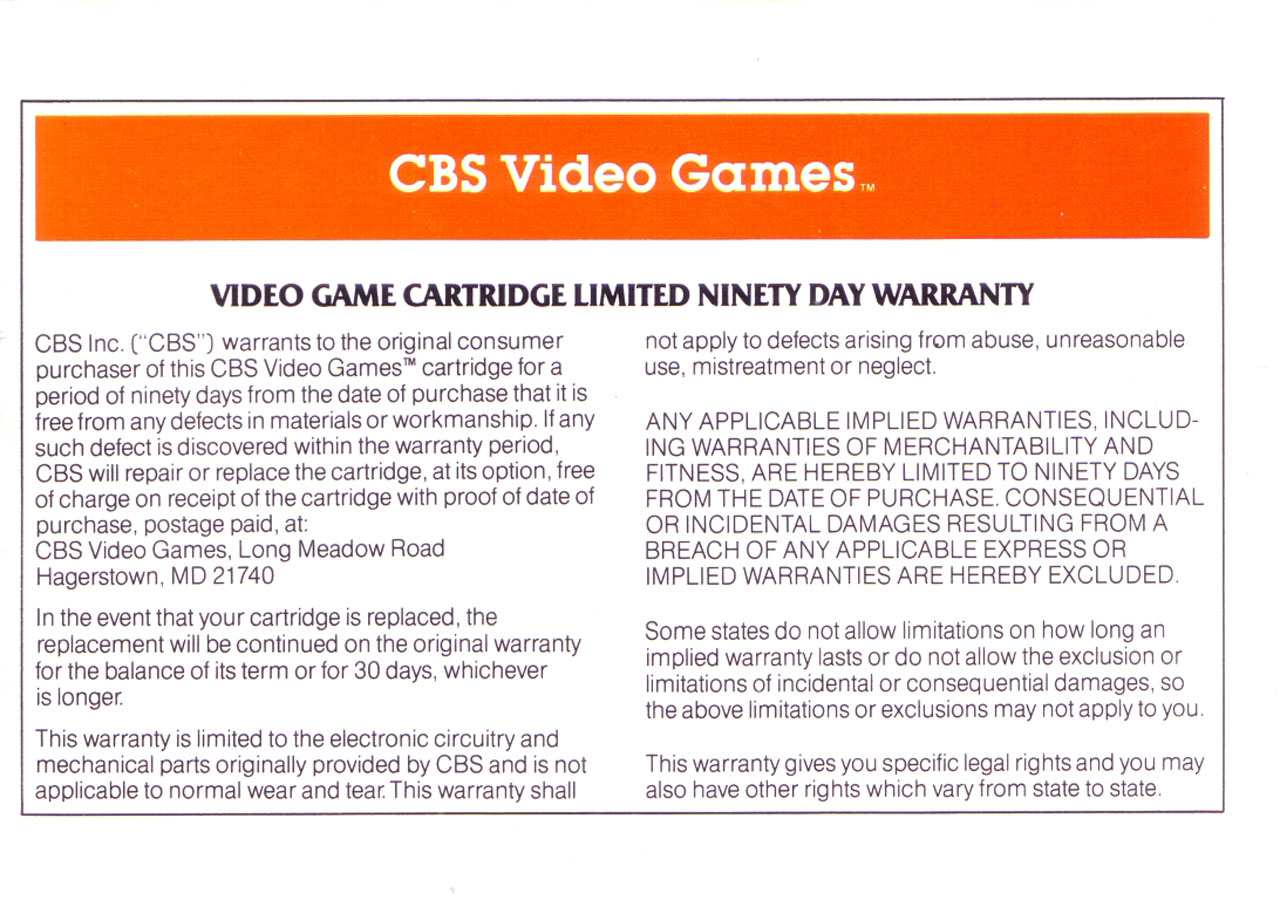 CBS Video Games™
VIDEO GAME CARTRIDGE LIMITED NINETY DAY WARRANTY
CBS Inc. (“CBS”) warrants to the original consumer
purchaser of this CBS Video Games™ cartridge for a
period of ninety days from the date of purchase that it is
free from any defects in materials or workmanship. If any
such defect is discovered within the warranty period,
CBS will repair or replace the cartridge, at its option, free
of charge on receipt of the cartridge with proof of date of
purchase, postage paid, at:
CBS Video Games, Long Meadow Road
Hagerstown, MD 21740
In the event that your cartridge is replaced, the
replacement will be continued on the original warranty
for the balance of its term or for 30 days, whichever
is longer.
This warranty is limited to the electronic circuitry and
mechanical parts originally provided by CBS and is not
applicable to normal wear and tear. This warranty shall
not apply to defects arising from abuse, unreasonable
use, mistreatment or neglect.
ANY APPLICABLE IMPLIED WARRANTIES, INCLUD-
ING WARRANTIES OF MERCHANTABILITY AND
FITNESS, ARE HEREBY LIMITED TO NINETY DAYS
FROM THE DATE OF PURCHASE. CONSEQUENTIAL
OR INCIDENTAL DAMAGES RESULTING FROM A
BREACH OF ANY APPLICABLE EXPRESS OR
IMPLIED WARRANTIES ARE HEREBY EXCLUDED.
Some states do not allow limitations on how long an
implied warranty lasts or do not allow the exclusion or
limitations of incidental or consequential damages, so
the above limitations or exclusions may not apply to you.
This warranty gives you specific legal rights and you may
also have other rights which vary from state to state.